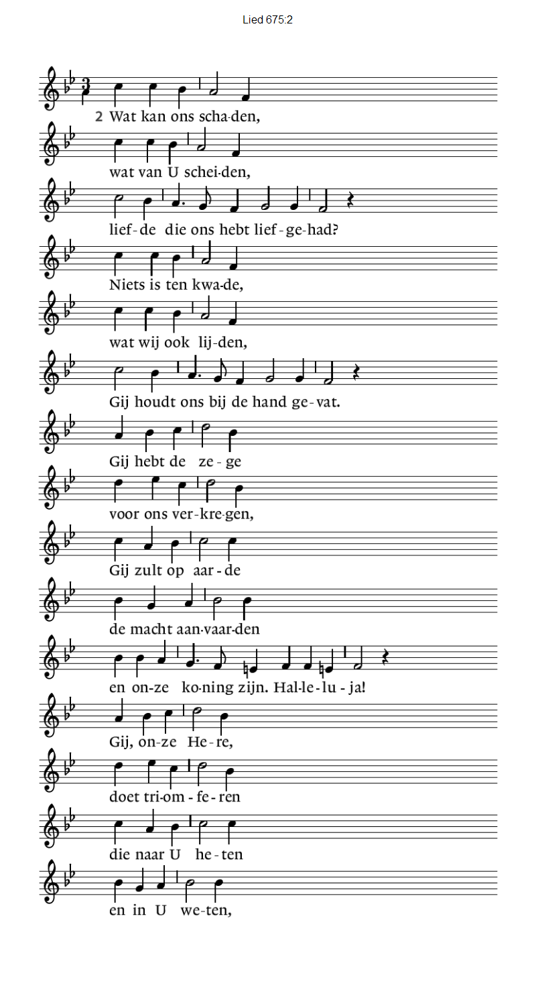 Lied 675:2
3
2 Wat kan ons scha-den,
wat van U schei-den,
lief-de die ons hebt lief-ge-had?
Niets is ten kwa-de,
wat wij ook lij-den,
Gij houdt ons bij de hand ge-vat.
Gij hebt de ze-ge
voor ons ver-kre-gen,
Gij zult op aar-de
de macht aan-vaar-den
en on-ze ko-ning zijn. Hal-le-lu-ja!
Gij, on-ze He-re,
doet tri-om-fe-ren
die naar U he-ten
en in U we-ten,